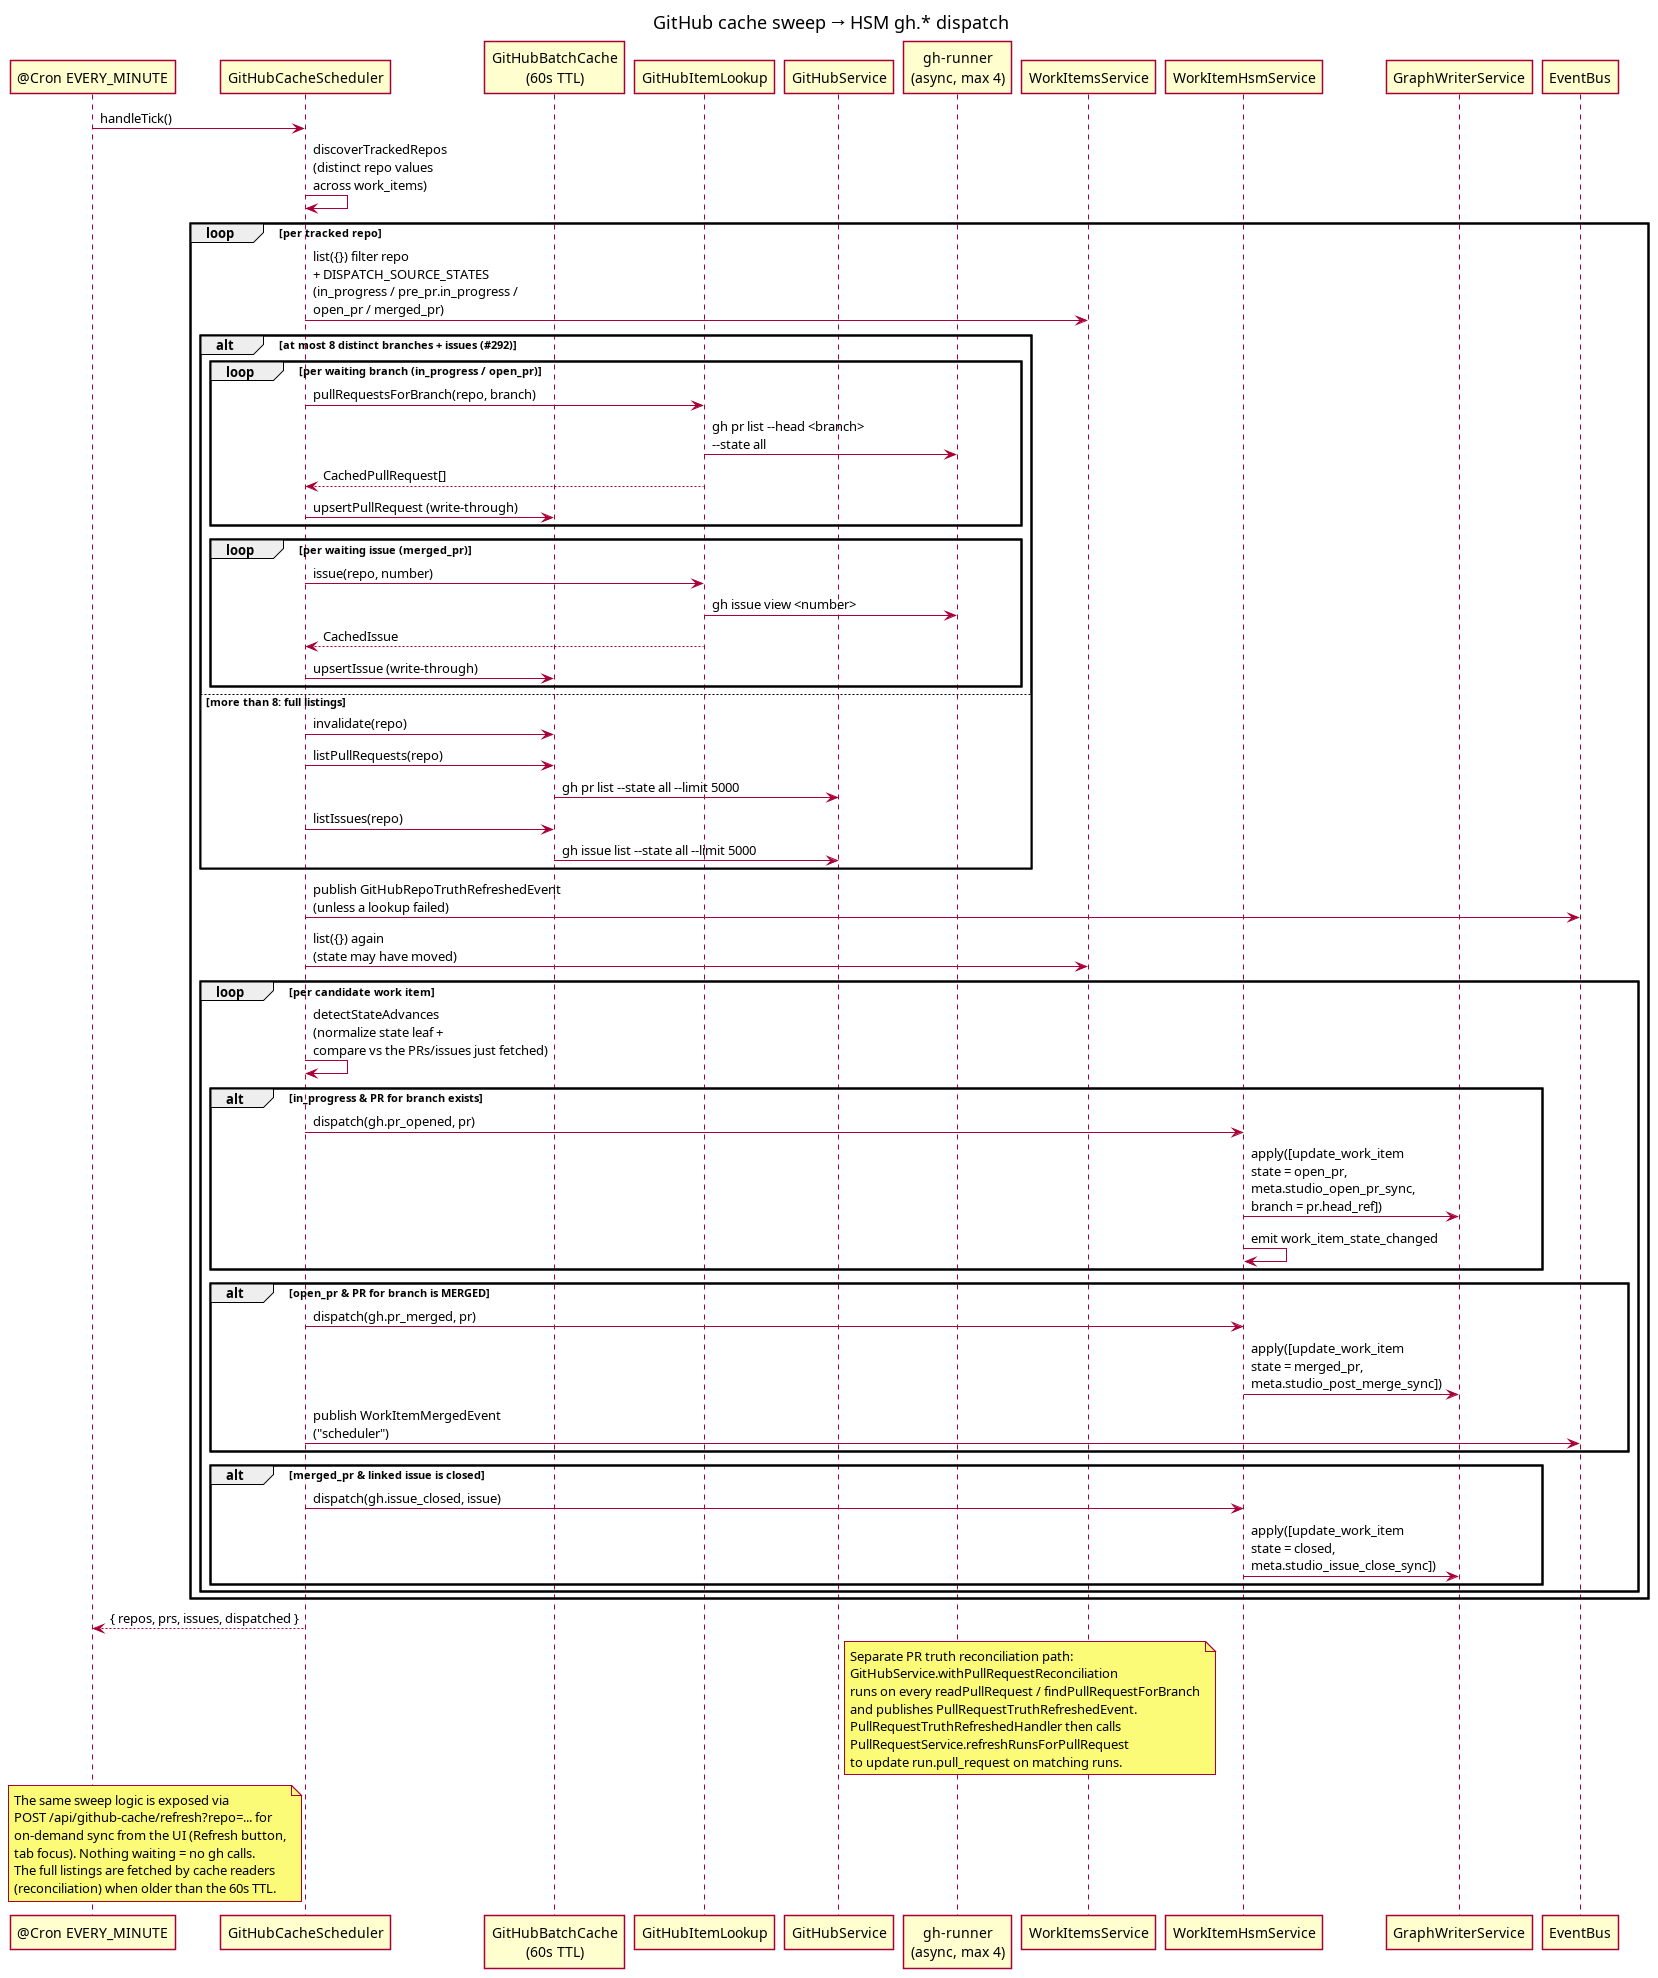 GitHub cache sweep → HSM gh.* dispatch
@Cron EVERY_MINUTE
GitHubCacheScheduler
GitHubBatchCache
(60s TTL)
GitHubItemLookup
GitHubService
gh-runner
(async, max 4)
WorkItemsService
WorkItemHsmService
GraphWriterService
EventBus
handleTick()
discoverTrackedRepos
(distinct repo values
across work_items)
loop [per tracked repo]
list({}) filter repo
+ DISPATCH_SOURCE_STATES
(in_progress / pre_pr.in_progress /
open_pr / merged_pr)
alt [at most 8 distinct branches + issues (#292)]
loop [per waiting branch (in_progress / open_pr)]
pullRequestsForBranch(repo, branch)
gh pr list --head <branch>
--state all
CachedPullRequest[]
upsertPullRequest (write-through)
loop [per waiting issue (merged_pr)]
issue(repo, number)
gh issue view <number>
CachedIssue
upsertIssue (write-through)
[more than 8: full listings]
invalidate(repo)
listPullRequests(repo)
gh pr list --state all --limit 5000
listIssues(repo)
gh issue list --state all --limit 5000
publish GitHubRepoTruthRefreshedEvent
(unless a lookup failed)
list({}) again
(state may have moved)
loop [per candidate work item]
detectStateAdvances
(normalize state leaf +
compare vs the PRs/issues just fetched)
alt [in_progress & PR for branch exists]
dispatch(gh.pr_opened, pr)
apply([update_work_item
state = open_pr,
meta.studio_open_pr_sync,
branch = pr.head_ref])
emit work_item_state_changed
alt [open_pr & PR for branch is MERGED]
dispatch(gh.pr_merged, pr)
apply([update_work_item
state = merged_pr,
meta.studio_post_merge_sync])
publish WorkItemMergedEvent
("scheduler")
alt [merged_pr & linked issue is closed]
dispatch(gh.issue_closed, issue)
apply([update_work_item
state = closed,
meta.studio_issue_close_sync])
{ repos, prs, issues, dispatched }
Separate PR truth reconciliation path:
GitHubService.withPullRequestReconciliation
runs on every readPullRequest / findPullRequestForBranch
and publishes PullRequestTruthRefreshedEvent.
PullRequestTruthRefreshedHandler then calls
PullRequestService.refreshRunsForPullRequest
to update run.pull_request on matching runs.
The same sweep logic is exposed via
POST /api/github-cache/refresh?repo=... for
on-demand sync from the UI (Refresh button,
tab focus). Nothing waiting = no gh calls.
The full listings are fetched by cache readers
(reconciliation) when older than the 60s TTL.
@Cron EVERY_MINUTE
GitHubCacheScheduler
GitHubBatchCache
(60s TTL)
GitHubItemLookup
GitHubService
gh-runner
(async, max 4)
WorkItemsService
WorkItemHsmService
GraphWriterService
EventBus